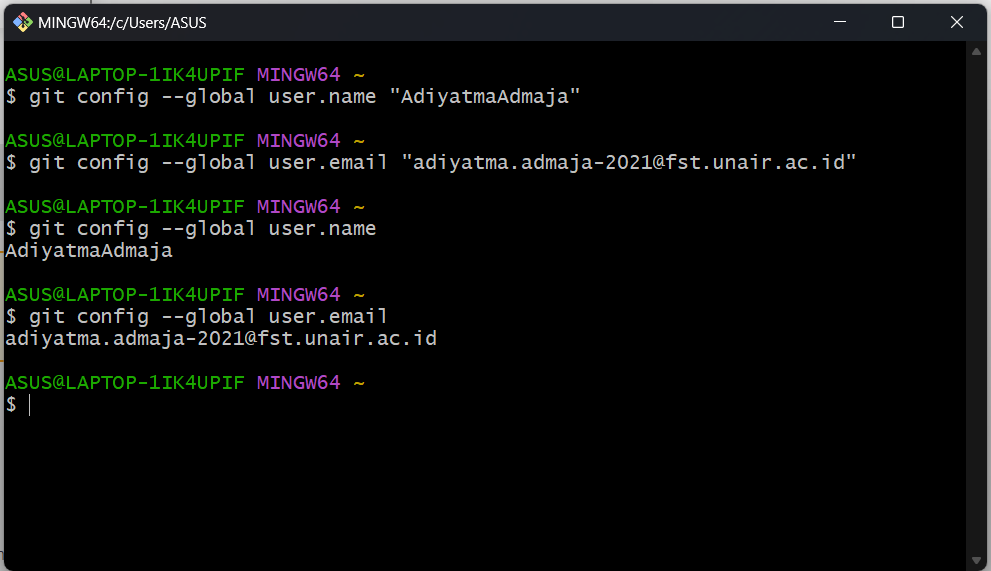 MINGW64:/c/Users/ASUS
ASUS@LAPTOP-1IK4UPIF MINGW64 ~
$ git config --global user.name "AdiyatmaAdmaja"
ASUS@LAPTOP-1IK4UPIF MINGW64 ~
$ git config --global user.email "adiyatma.admaja-2021@fst.unair.ac.id"
ASUS@LAPTOP-1IK4UPIF MINGW64 ~
$ git config --global user.name
AdiyatmaAdmaja
ASUS@LAPTOP-1IK4UPIF MINGW64 ~
$ git config --global user.email
adiyatma.admaja-2021@fst.unair.ac.id
ASUS@LAPTOP-1IK4UPIF MINGW64 ~
$